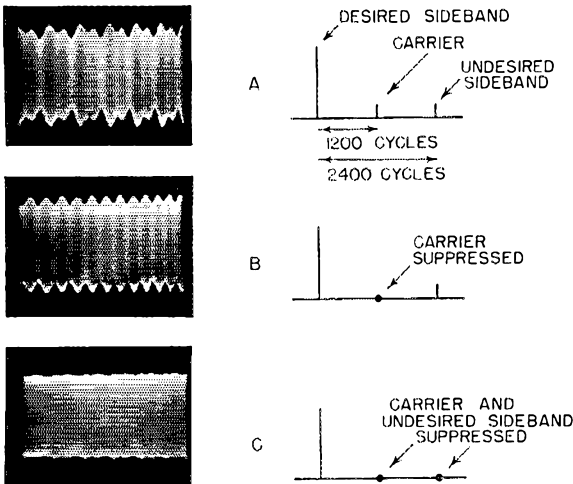 DESIRED SIDEBAND
CARRIER
UNDESIRED
SIDEBAND
A
1200 CYCLES
2400 CYCLES
B
CARRIER
SUPPRESSED
C
CARRIER AND
UNDESIRED SIDEBAND
SUPPRESSED